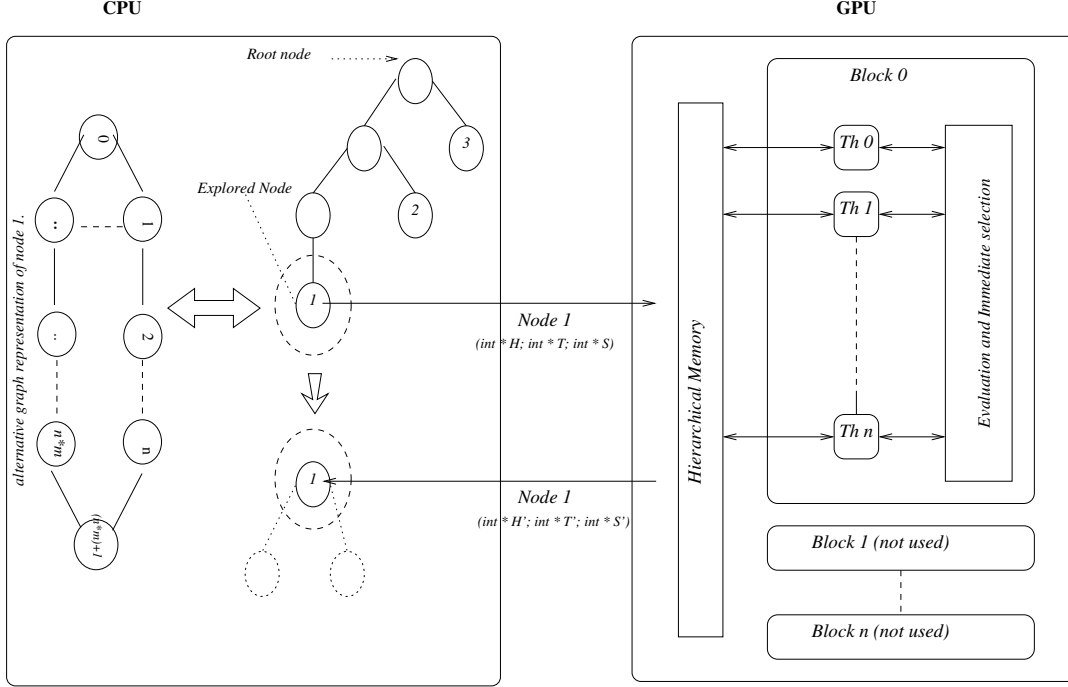 CPU
GPU
Root node
3
2
Explored Node
1
alternative graph representation of node 1.
0
..
1
..
2
n*m
n
1+(n*m)
Node 1
(int * H; int * T; int * S)
1
Node 1
(int * H'; int * T'; int * S')
Hierarchical Memory
Block 0
Th 0
Th 1
Th n
Evaluation and Immediate selection
Block 1 (not used)
Block n (not used)